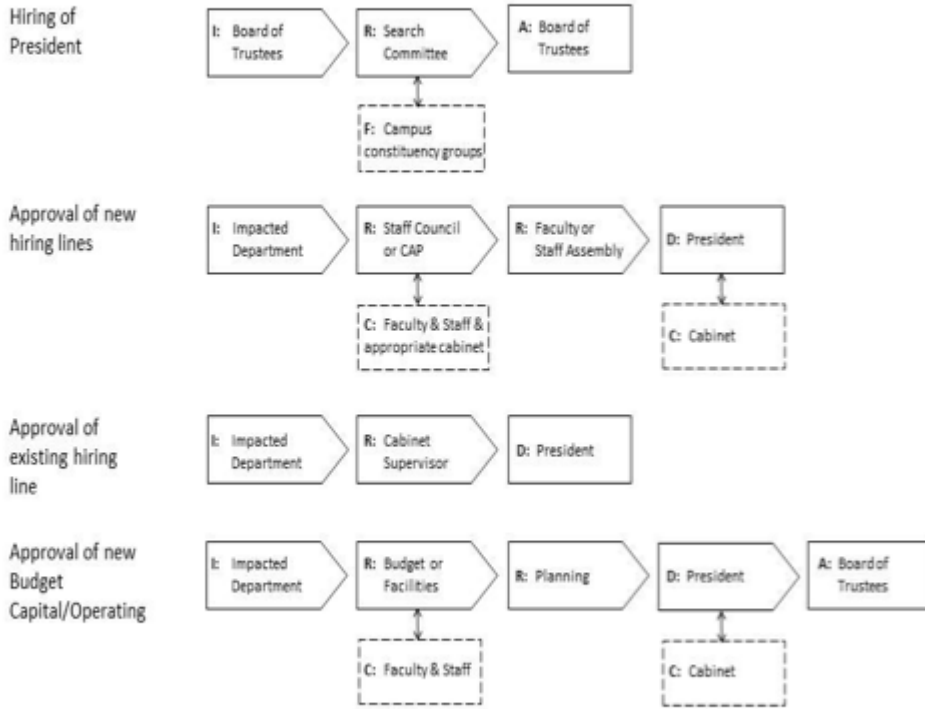 Hiring of
President
I: Board of
Trustees
R: Search
Committee
A: Board of
Trustees
F: Campus
constituency groups
Approval of new
hiring lines
I: Impacted
Department
R: Staff Council
or CAP
R: Faculty or
Staff Assembly
D: President
C: Faculty & Staff &
appropriate cabinet
C: Cabinet
Approval of
existing hiring
line
I: Impacted
Department
R: Cabinet
Supervisor
D: President
Approval of new
Budget
Capital/Operating
I: Impacted
Department
R: Budget or
Facilities
R: Planning
D: President
A: Board of
Trustees
C: Faculty & Staff
C: Cabinet